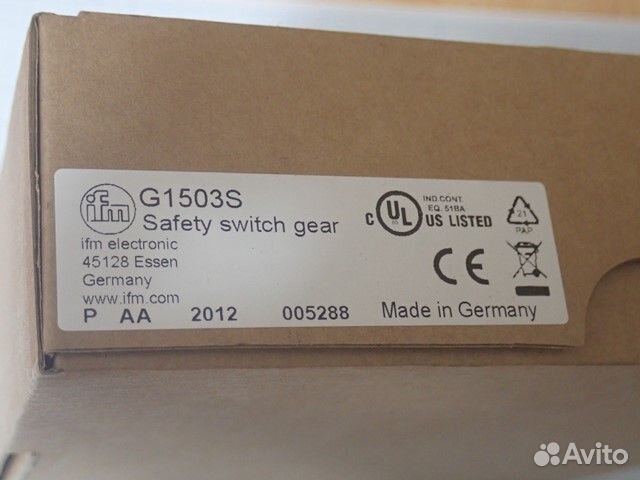 ifm
G1503S
Safety switch gear
ifm electronic
45128 Essen
Germany
www.ifm.com
P AA 2012 005288 Made in Germany
C UL US LISTED
IND.CONT.
EQ. 51BA
21
PAP
CE
Avito